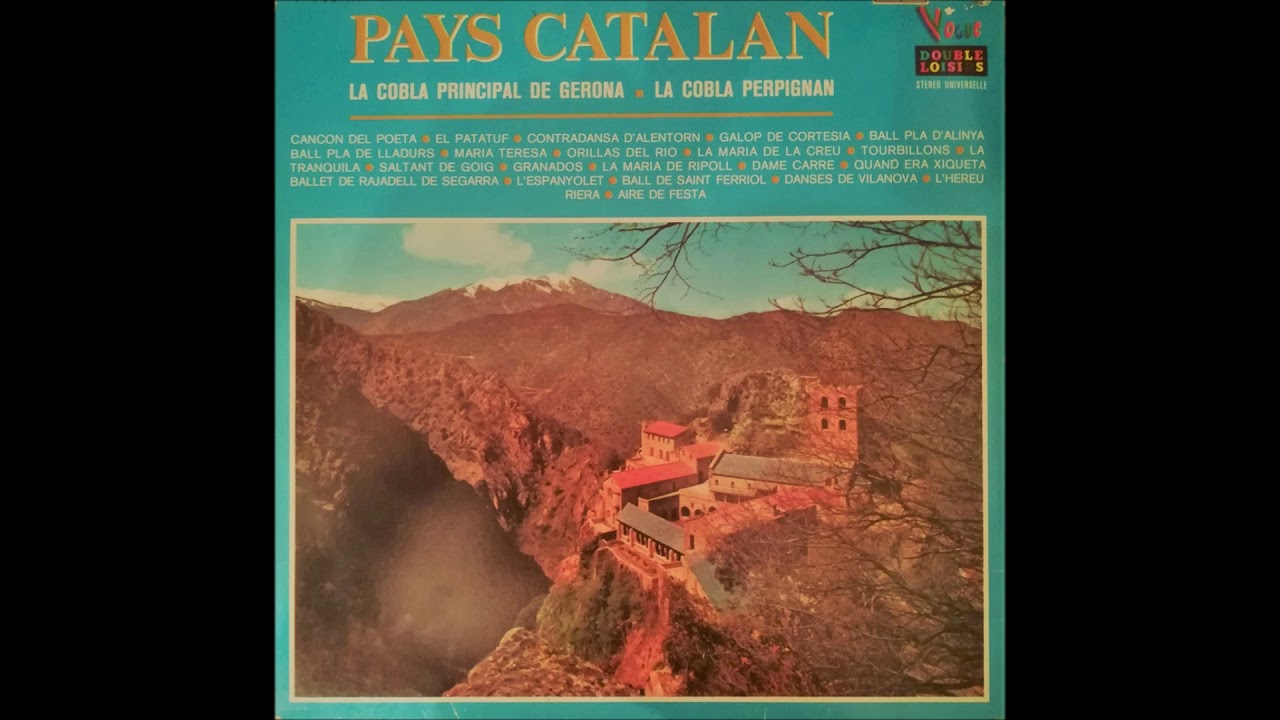 PAYS CATALAN
Vogue
DOUBLE
LOISIRS
STEREO UNIVERSELLE
LA COBLA PRINCIPAL DE GERONA ▪ LA COBLA PERPIGNAN
CANCON DEL POETA • EL PATATUF • CONTRADANSA D'ALENTORN • GALOP DE CORTESIA • BALL PLA D'ALINYA
BALL PLA DE LLADURS • MARIA TERESA • ORILLAS DEL RIO • LA MARIA DE LA CREU • TOURBILLONS • LA
TRANQUILA • SALTANT DE GOIG • GRANADOS • LA MARIA DE RIPOLL • DAME CARRE • QUAND ERA XIQUETA
BALLET DE RAJADELL DE SEGARRA • L'ESPANYOLET • BALL DE SAINT FERRIOL • DANSES DE VILANOVA • L'HEREU
RIERA • AIRE DE FESTA